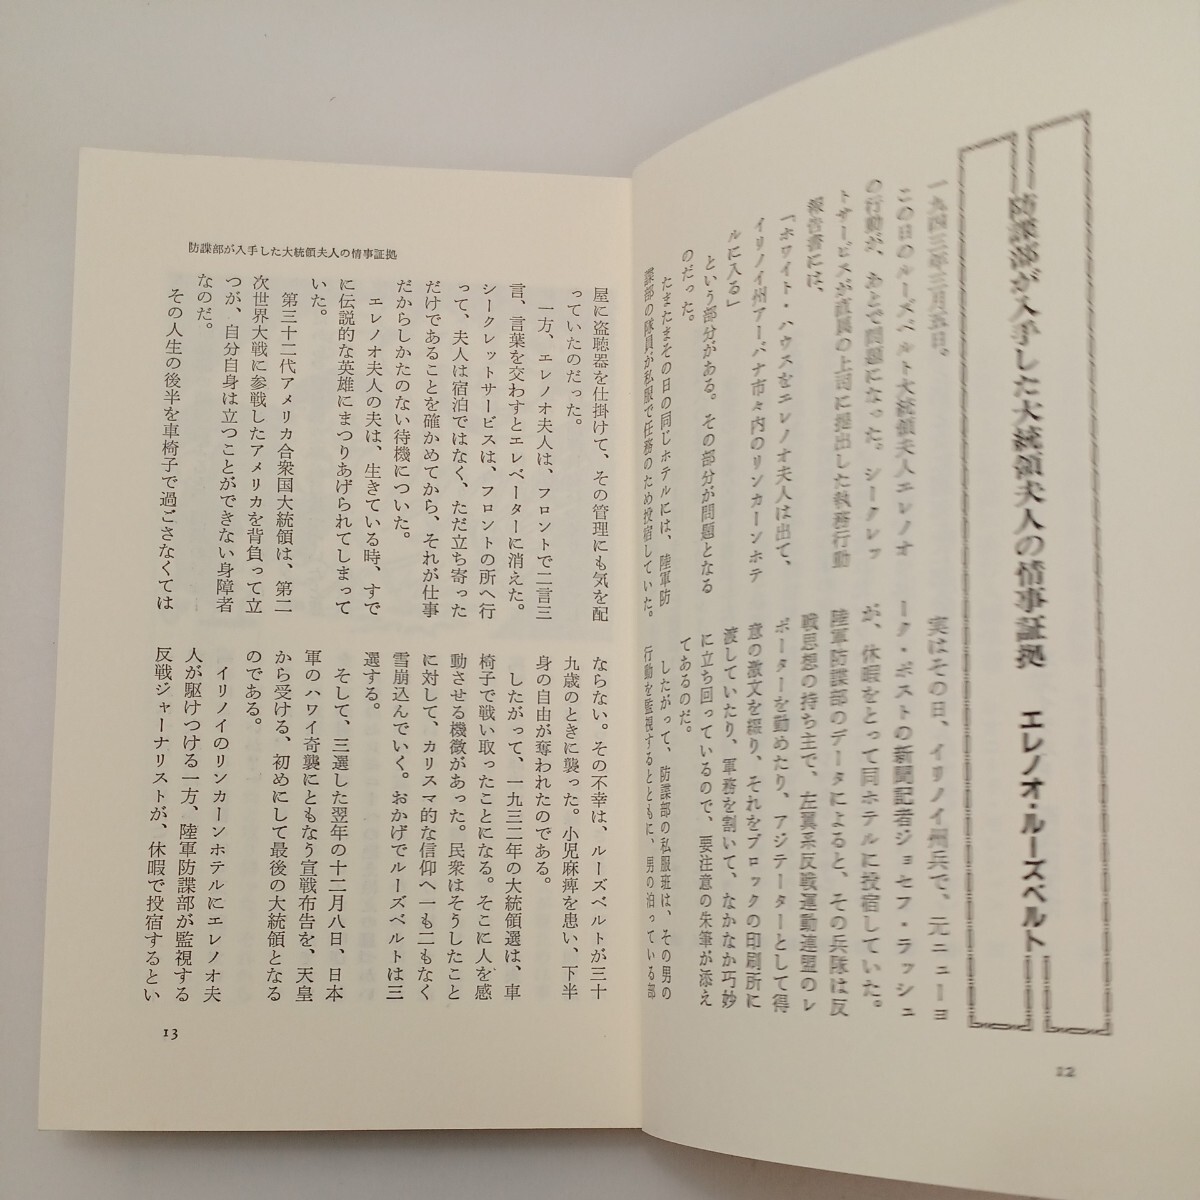 防諜部が入手した大統領夫人の情事証拠　エレノオ・ルーズベルト
一九四三年三月五日。
この日のルーズベルト大統領夫人エレノオ
の行動が、あとで問題になった。シークレッ
トサービスが直属の上司に提出した執務行動
報告書には、
「ホワイト・ハウスをエレノオ夫人は出て、
イリノイ州アーバナ市々内のリンカーンホテ
ルに入る」
という部分がある。その部分が問題となる
のだった。
たまたまその日の同じホテルには、陸軍防
諜部の隊員が私服で任務のため投宿していた。
実はその日、イリノイ州兵で、元ニューヨ
ーク・ポストの新聞記者ジョセフ・ラッシュ
が、休暇をとって同ホテルに投宿していた。
陸軍防諜部のデータによると、その兵隊は反
戦思想の持ち主で、左翼系反戦運動連盟のレ
ポーターを勤めたり、アジテーターとして得
意の激文を綴り、それをブロックの印刷所に
渡していたり、軍務を割いて、なかなか巧妙
に立ち回っているので、要注意の朱筆が添え
てあるのだ。
したがって、防諜部の私服班は、その男の
行動を監視するとともに、男の泊っている部
12
防諜部が入手した大統領夫人の情事証拠
屋に盗聴器を仕掛けて、その管理にも気を配
っていたのだった。
一方、エレノオ夫人は、フロントで二言三
言、言葉を交わすとエレベーターに消えた。
シークレットサービスは、フロントの所へ行
って、夫人は宿泊ではなく、ただ立ち寄った
だけであることを確かめてから、それが仕事
だからしかたのない待機についた。
エレノオ夫人の夫は、生きている時、すで
に伝説的な英雄にまつりあげられてしまって
いた。
第三十二代アメリカ合衆国大統領は、第二
次世界大戦に参戦したアメリカを背負って立
つが、自分自身は立つことができない身障者
なのだ。
その人生の後半を車椅子で過ごさなくては
ならない。その不幸は、ルーズベルトが三十
九歳のときに襲った。小児麻痺を患い、下半
身の自由が奪われたのである。
したがって、一九三二年の大統領選は、車
椅子で戦い取ったことになる。そこに人を感
動させる機微があった。民衆はそうしたこと
に対して、カリスマ的な信仰へ一も二もなく
雪崩込んでいく。おかげでルーズベルトは三
選する。
そして、三選した翌年の十二月八日、日本
軍のハワイ奇襲にともなう宣戦布告を、天皇
から受ける、初めにして最後の大統領となる
のである。
イリノイのリンカーンホテルにエレノオ夫
人が駆けつける一方、陸軍防諜部が監視する
反戦ジャーナリストが、休暇で投宿するとい
13